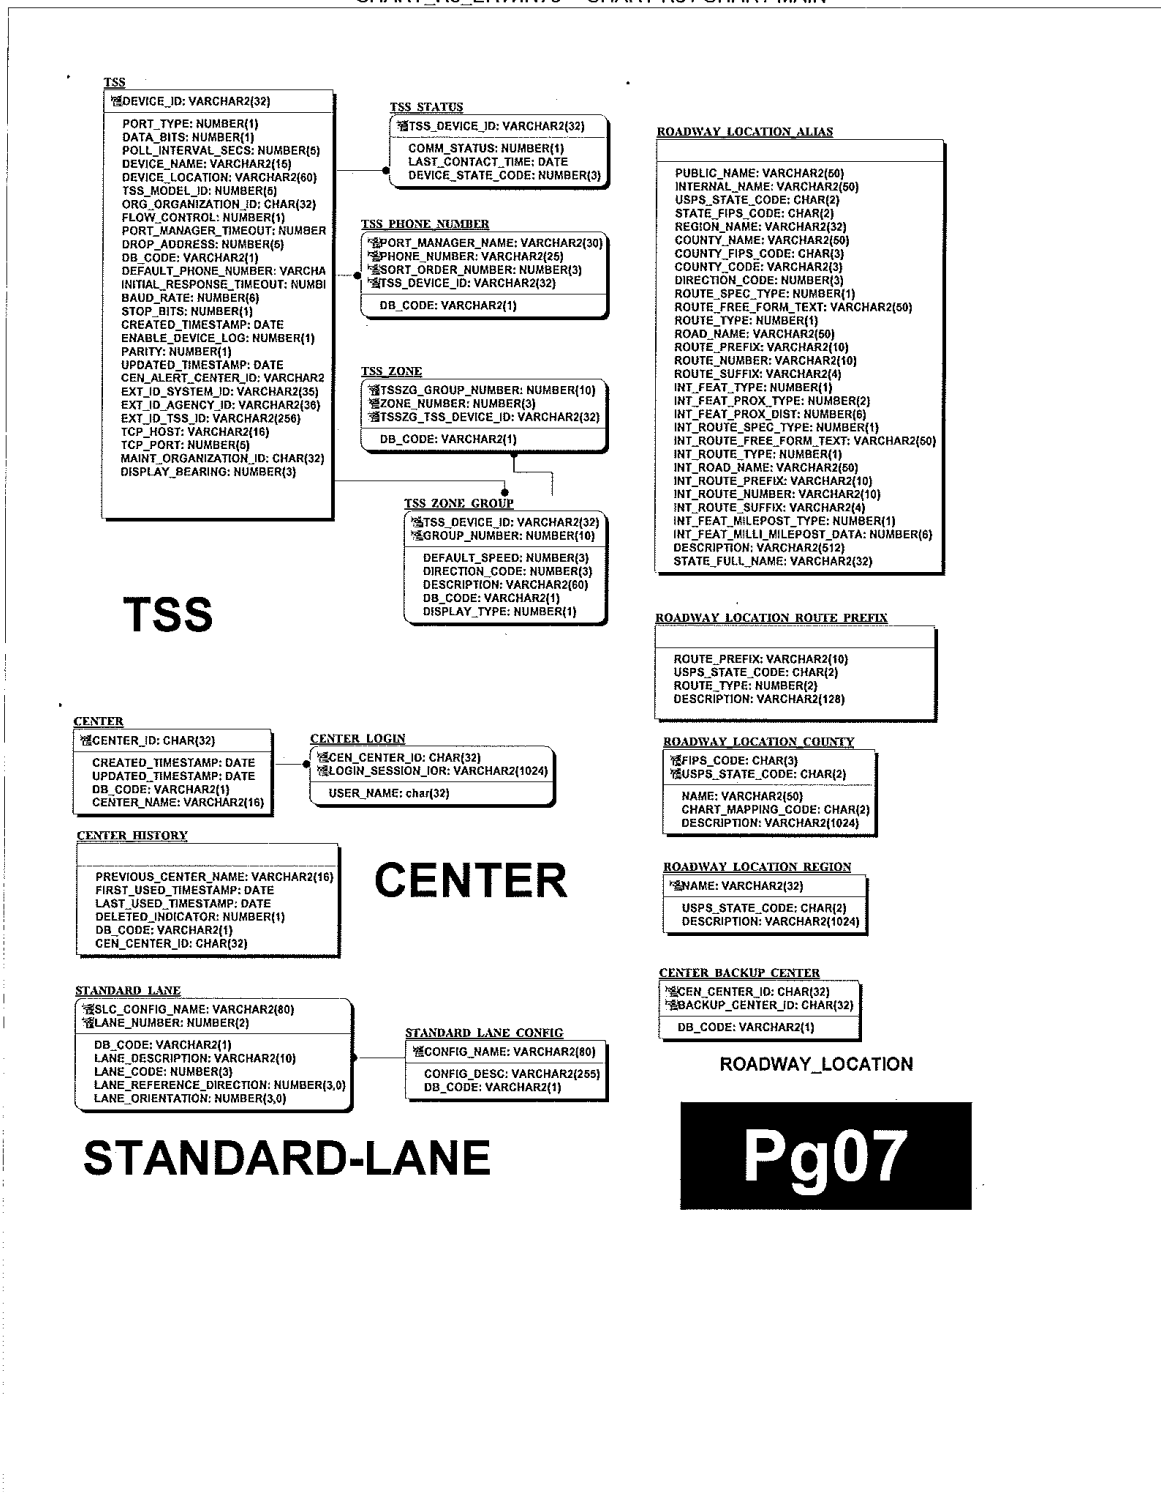 TSS
DEVICE_ID: VARCHAR2(32)
PORT_TYPE: NUMBER(1)
DATA_BITS: NUMBER(1)
POLL_INTERVAL_SECS: NUMBER(5)
DEVICE_NAME: VARCHAR2(15)
DEVICE_LOCATION: VARCHAR2(60)
TSS_MODEL_ID: NUMBER(5)
ORG_ORGANIZATION_ID: CHAR(32)
FLOW_CONTROL: NUMBER(1)
PORT_MANAGER_TIMEOUT: NUMBER
DROP_ADDRESS: NUMBER(5)
DB_CODE: VARCHAR2(1)
DEFAULT_PHONE_NUMBER: VARCHA
INITIAL_RESPONSE_TIMEOUT: NUMBI
BAUD_RATE: NUMBER(6)
STOP_BITS: NUMBER(1)
CREATED_TIMESTAMP: DATE
ENABLE_DEVICE_LOG: NUMBER(1)
PARITY: NUMBER(1)
UPDATED_TIMESTAMP: DATE
CEN_ALERT_CENTER_ID: VARCHAR2
EXT_ID_SYSTEM_ID: VARCHAR2(35)
EXT_ID_AGENCY_ID: VARCHAR2(36)
EXT_ID_TSS_ID: VARCHAR2(256)
TCP_HOST: VARCHAR2(16)
TCP_PORT: NUMBER(5)
MAINT_ORGANIZATION_ID: CHAR(32)
DISPLAY_BEARING: NUMBER(3)
TSS_STATUS
TSS_DEVICE_ID: VARCHAR2(32)
COMM_STATUS: NUMBER(1)
LAST_CONTACT_TIME: DATE
DEVICE_STATE_CODE: NUMBER(3)
TSS_PHONE_NUMBER
PORT_MANAGER_NAME: VARCHAR2(30)
PHONE_NUMBER: VARCHAR2(25)
SORT_ORDER_NUMBER: NUMBER(3)
TSS_DEVICE_ID: VARCHAR2(32)
DB_CODE: VARCHAR2(1)
TSS_ZONE
TSSZG_GROUP_NUMBER: NUMBER(10)
ZONE_NUMBER: NUMBER(3)
TSSZG_TSS_DEVICE_ID: VARCHAR2(32)
DB_CODE: VARCHAR2(1)
TSS_ZONE_GROUP
TSS_DEVICE_ID: VARCHAR2(32)
GROUP_NUMBER: NUMBER(10)
DEFAULT_SPEED: NUMBER(3)
DIRECTION_CODE: NUMBER(3)
DESCRIPTION: VARCHAR2(60)
DB_CODE: VARCHAR2(1)
DISPLAY_TYPE: NUMBER(1)
TSS
ROADWAY_LOCATION_ALIAS
PUBLIC_NAME: VARCHAR2(50)
INTERNAL_NAME: VARCHAR2(50)
USPS_STATE_CODE: CHAR(2)
STATE_FIPS_CODE: CHAR(2)
REGION_NAME: VARCHAR2(32)
COUNTY_NAME: VARCHAR2(50)
COUNTY_FIPS_CODE: CHAR(3)
COUNTY_CODE: VARCHAR2(3)
DIRECTION_CODE: NUMBER(3)
ROUTE_SPEC_TYPE: NUMBER(1)
ROUTE_FREE_FORM_TEXT: VARCHAR2(50)
ROUTE_TYPE: NUMBER(1)
ROAD_NAME: VARCHAR2(50)
ROUTE_PREFIX: VARCHAR2(10)
ROUTE_NUMBER: VARCHAR2(10)
ROUTE_SUFFIX: VARCHAR2(4)
INT_FEAT_TYPE: NUMBER(1)
INT_FEAT_PROX_TYPE: NUMBER(2)
INT_FEAT_PROX_DIST: NUMBER(6)
INT_ROUTE_SPEC_TYPE: NUMBER(1)
INT_ROUTE_FREE_FORM_TEXT: VARCHAR2(50)
INT_ROUTE_TYPE: NUMBER(1)
INT_ROAD_NAME: VARCHAR2(50)
INT_ROUTE_PREFIX: VARCHAR2(10)
INT_ROUTE_NUMBER: VARCHAR2(10)
INT_ROUTE_SUFFIX: VARCHAR2(4)
INT_FEAT_MILEPOST_TYPE: NUMBER(1)
INT_FEAT_MILLI_MILEPOST_DATA: NUMBER(6)
DESCRIPTION: VARCHAR2(512)
STATE_FULL_NAME: VARCHAR2(32)
ROADWAY_LOCATION_ROUTE_PREFIX
ROUTE_PREFIX: VARCHAR2(10)
USPS_STATE_CODE: CHAR(2)
ROUTE_TYPE: NUMBER(2)
DESCRIPTION: VARCHAR2(128)
ROADWAY_LOCATION_COUNTY
FIPS_CODE: CHAR(3)
USPS_STATE_CODE: CHAR(2)
NAME: VARCHAR2(50)
CHART_MAPPING_CODE: CHAR(2)
DESCRIPTION: VARCHAR2(1024)
ROADWAY_LOCATION_REGION
NAME: VARCHAR2(32)
USPS_STATE_CODE: CHAR(2)
DESCRIPTION: VARCHAR2(1024)
CENTER_BACKUP_CENTER
CEN_CENTER_ID: CHAR(32)
BACKUP_CENTER_ID: CHAR(32)
DB_CODE: VARCHAR2(1)
ROADWAY_LOCATION
CENTER
CENTER_ID: CHAR(32)
CREATED_TIMESTAMP: DATE
UPDATED_TIMESTAMP: DATE
DB_CODE: VARCHAR2(1)
CENTER_NAME: VARCHAR2(16)
CENTER_LOGIN
CEN_CENTER_ID: CHAR(32)
LOGIN_SESSION_IOR: VARCHAR2(1024)
USER_NAME: char(32)
CENTER_HISTORY
PREVIOUS_CENTER_NAME: VARCHAR2(16)
FIRST_USED_TIMESTAMP: DATE
LAST_USED_TIMESTAMP: DATE
DELETED_INDICATOR: NUMBER(1)
DB_CODE: VARCHAR2(1)
CEN_CENTER_ID: CHAR(32)
CENTER
STANDARD_LANE
SLC_CONFIG_NAME: VARCHAR2(80)
LANE_NUMBER: NUMBER(2)
DB_CODE: VARCHAR2(1)
LANE_DESCRIPTION: VARCHAR2(10)
LANE_CODE: NUMBER(3)
LANE_REFERENCE_DIRECTION: NUMBER(3,0)
LANE_ORIENTATION: NUMBER(3,0)
STANDARD_LANE_CONFIG
CONFIG_NAME: VARCHAR2(80)
CONFIG_DESC: VARCHAR2(255)
DB_CODE: VARCHAR2(1)
STANDARD-LANE
Pg07